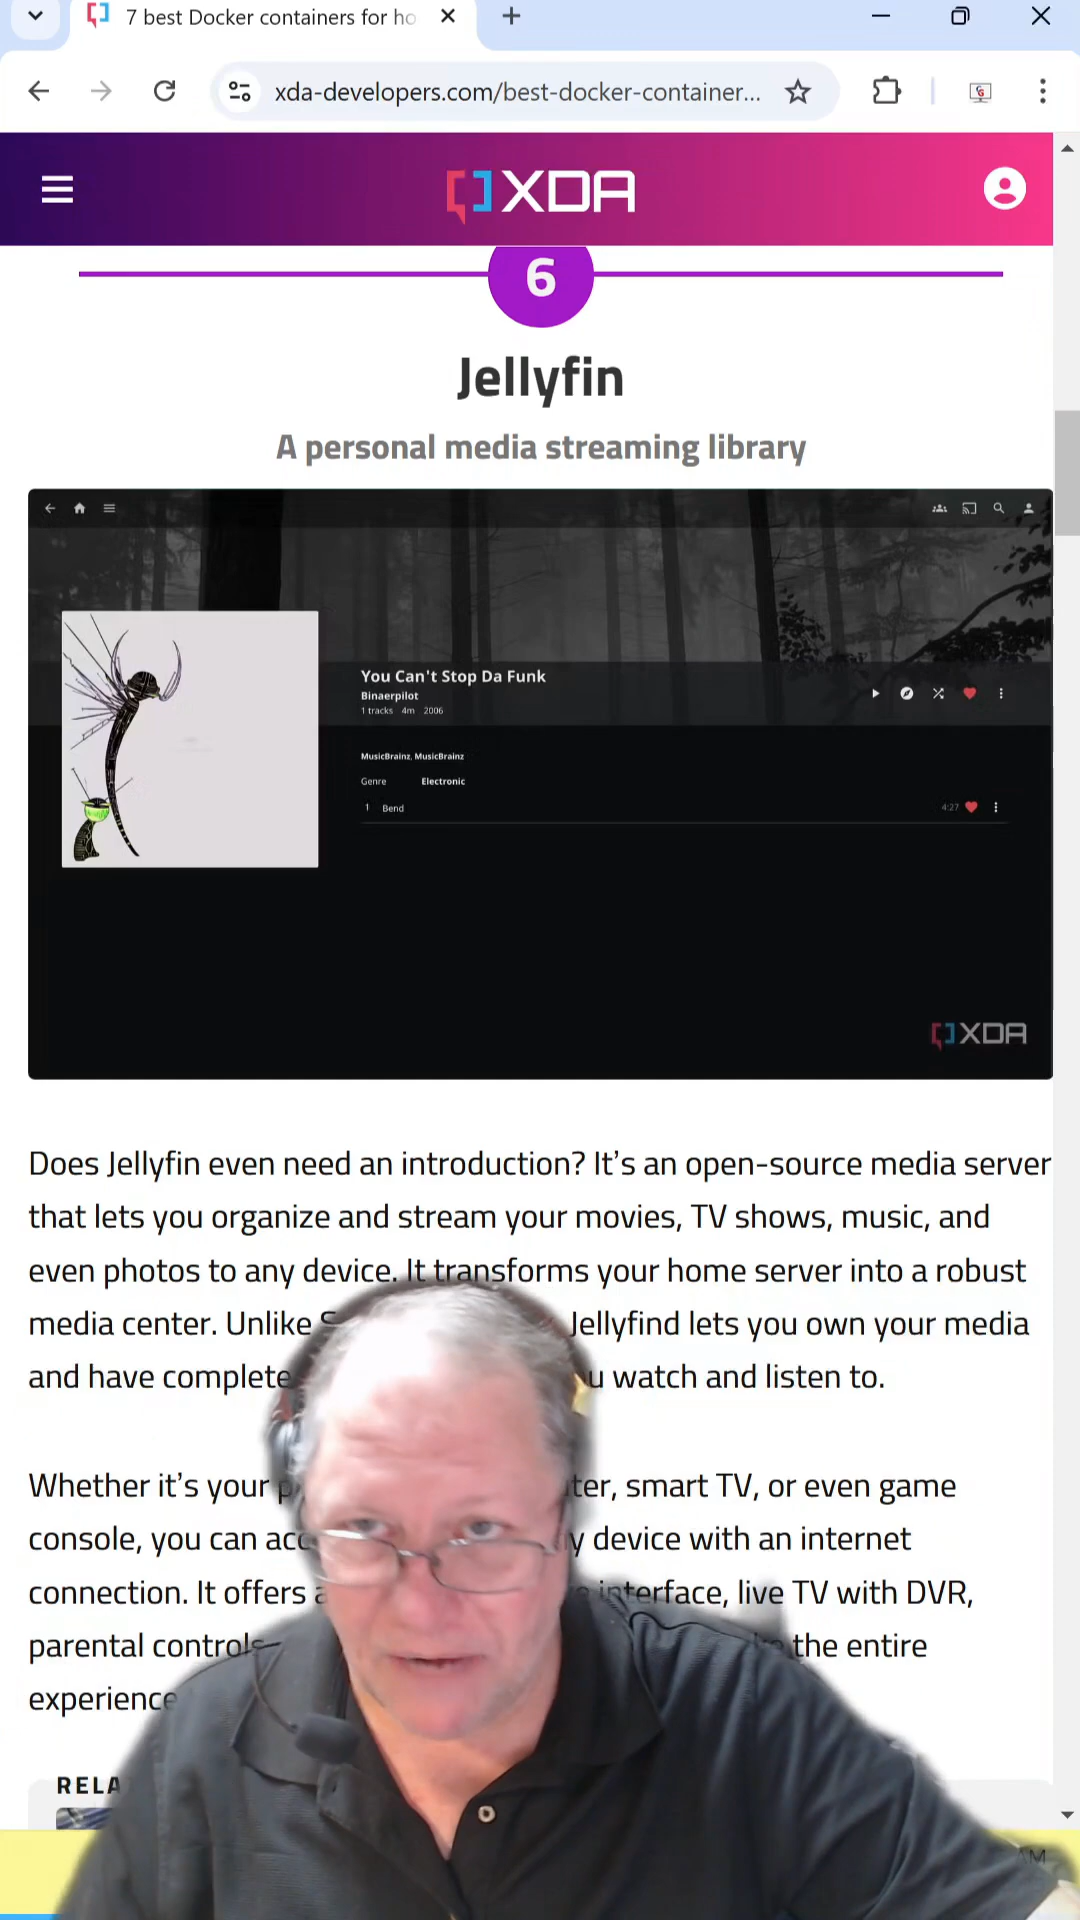 7 best Docker containers for ho
xda-developers.com/best-docker-container...
XDA
6
Jellyfin
A personal media streaming library
You Can't Stop Da Funk
Binaerpilot
1 tracks 4m 2006
MusicBrainz, MusicBrainz
Genre Electronic
1 Bend 4:27
XDA
Does Jellyfin even need an introduction? It's an open-source media server
that lets you organize and stream your movies, TV shows, music, and
even photos to any device. It transforms your home server into a robust
media center. Unlike Jellyfind lets you own your media
and have complete watch and listen to.
Whether it's your smart TV, or even game
console, you can device with an internet
connection. It offers interface, live TV with DVR,
parental controls the entire
experience
RELA
AM